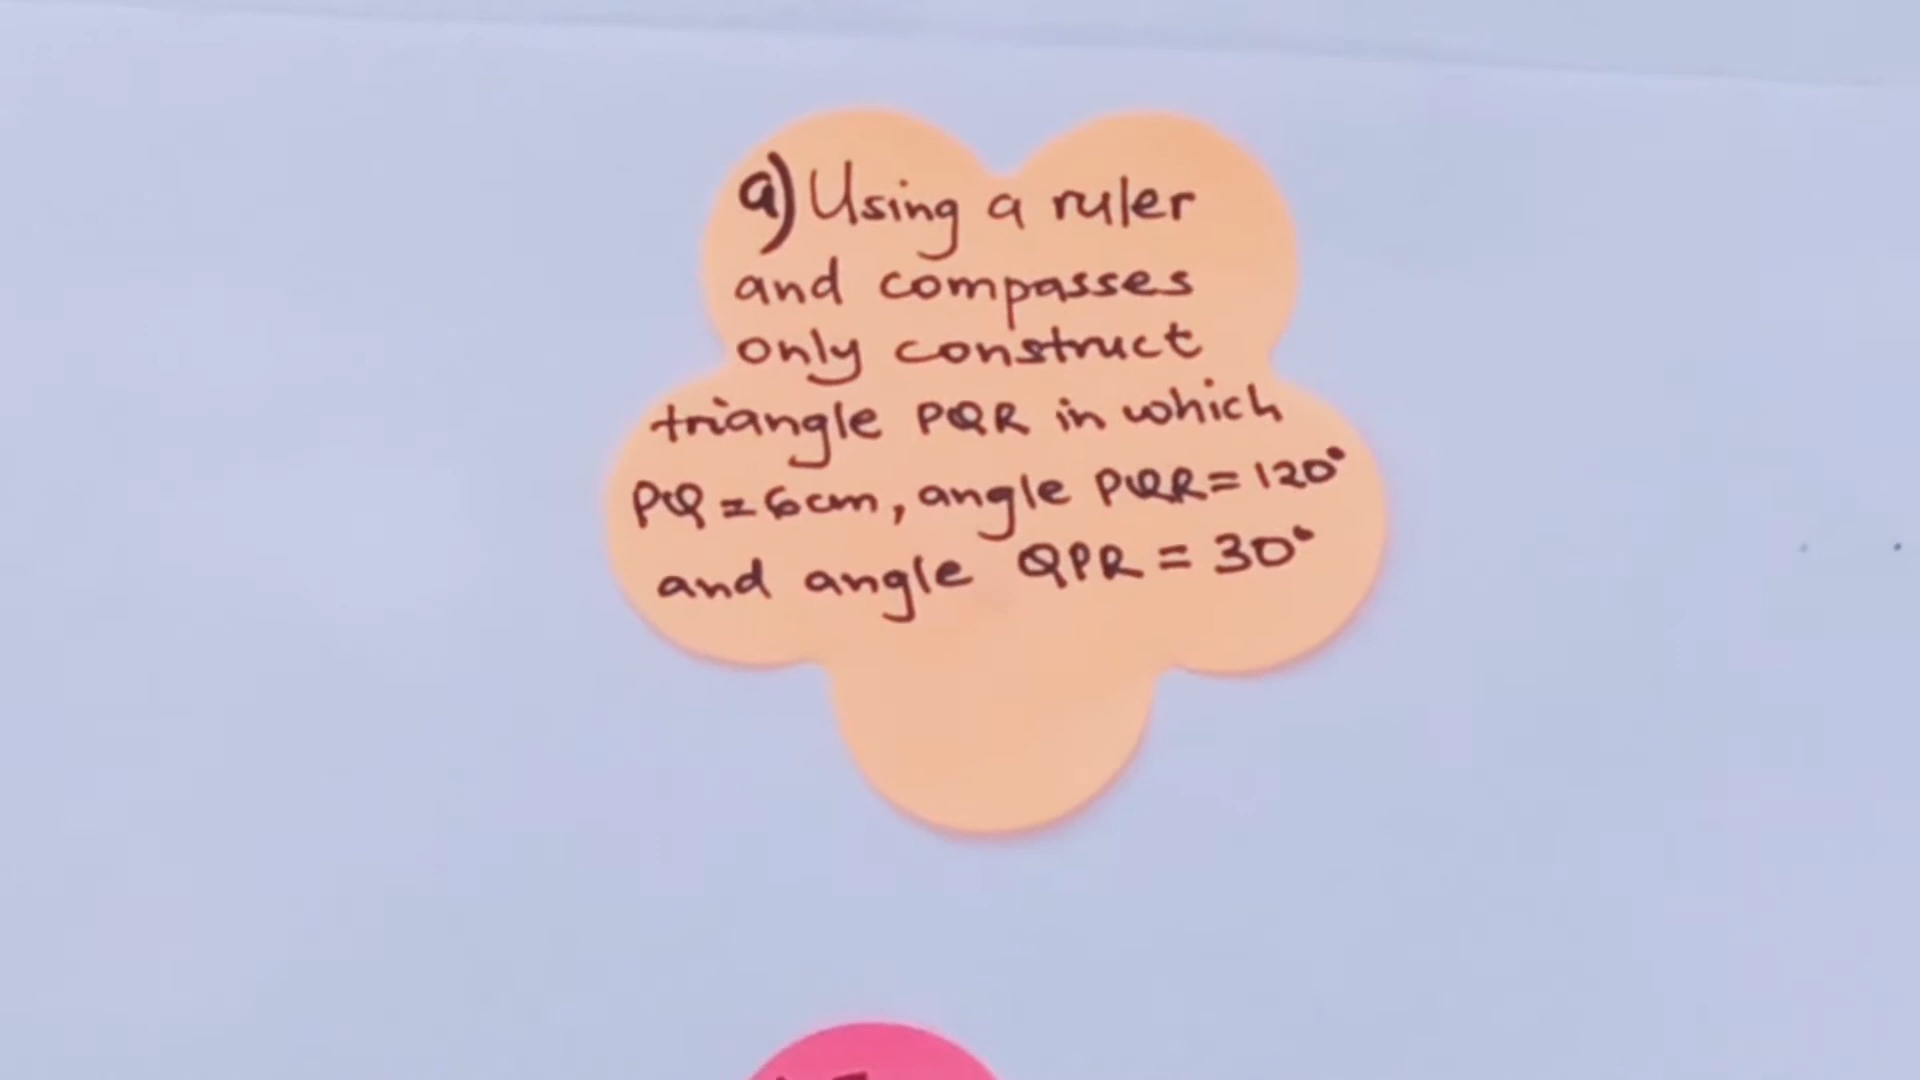 a) Using a ruler
and compasses
only construct
triangle PQR in which
PQ = 6cm, angle PQR = 120°
and angle QPR = 30°